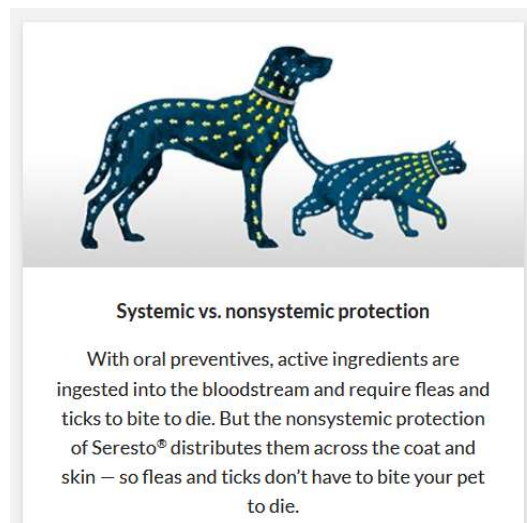 Systemic vs. nonsystemic protection
With oral preventives, active ingredients are
ingested into the bloodstream and require fleas and
ticks to bite to die. But the nonsystemic protection
of Seresto® distributes them across the coat and
skin — so fleas and ticks don't have to bite your pet
to die.